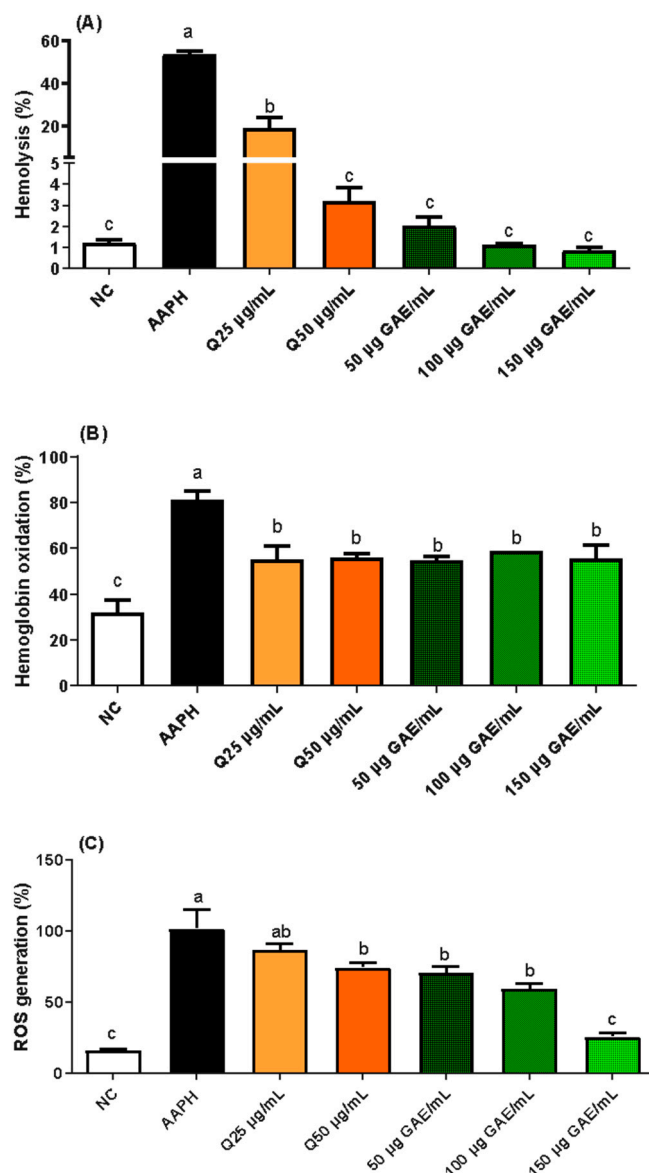 (A)
Hemolysis (%)
60
40
20
5
4
3
2
1
0
a
b
c
c
c
c
c
NC
AAPH
Q25 µg/mL
Q50 µg/mL
50 µg GAE/mL
100 µg GAE/mL
150 µg GAE/mL
(B)
Hemoglobin oxidation (%)
100
80
60
40
20
0
c
a
b
b
b
b
b
NC
AAPH
Q25 µg/mL
Q50 µg/mL
50 µg GAE/mL
100 µg GAE/mL
150 µg GAE/mL
(C)
ROS generation (%)
150
100
50
0
c
a
ab
b
b
b
c
NC
AAPH
Q25 µg/mL
Q50 µg/mL
50 µg GAE/mL
100 µg GAE/mL
150 µg GAE/mL